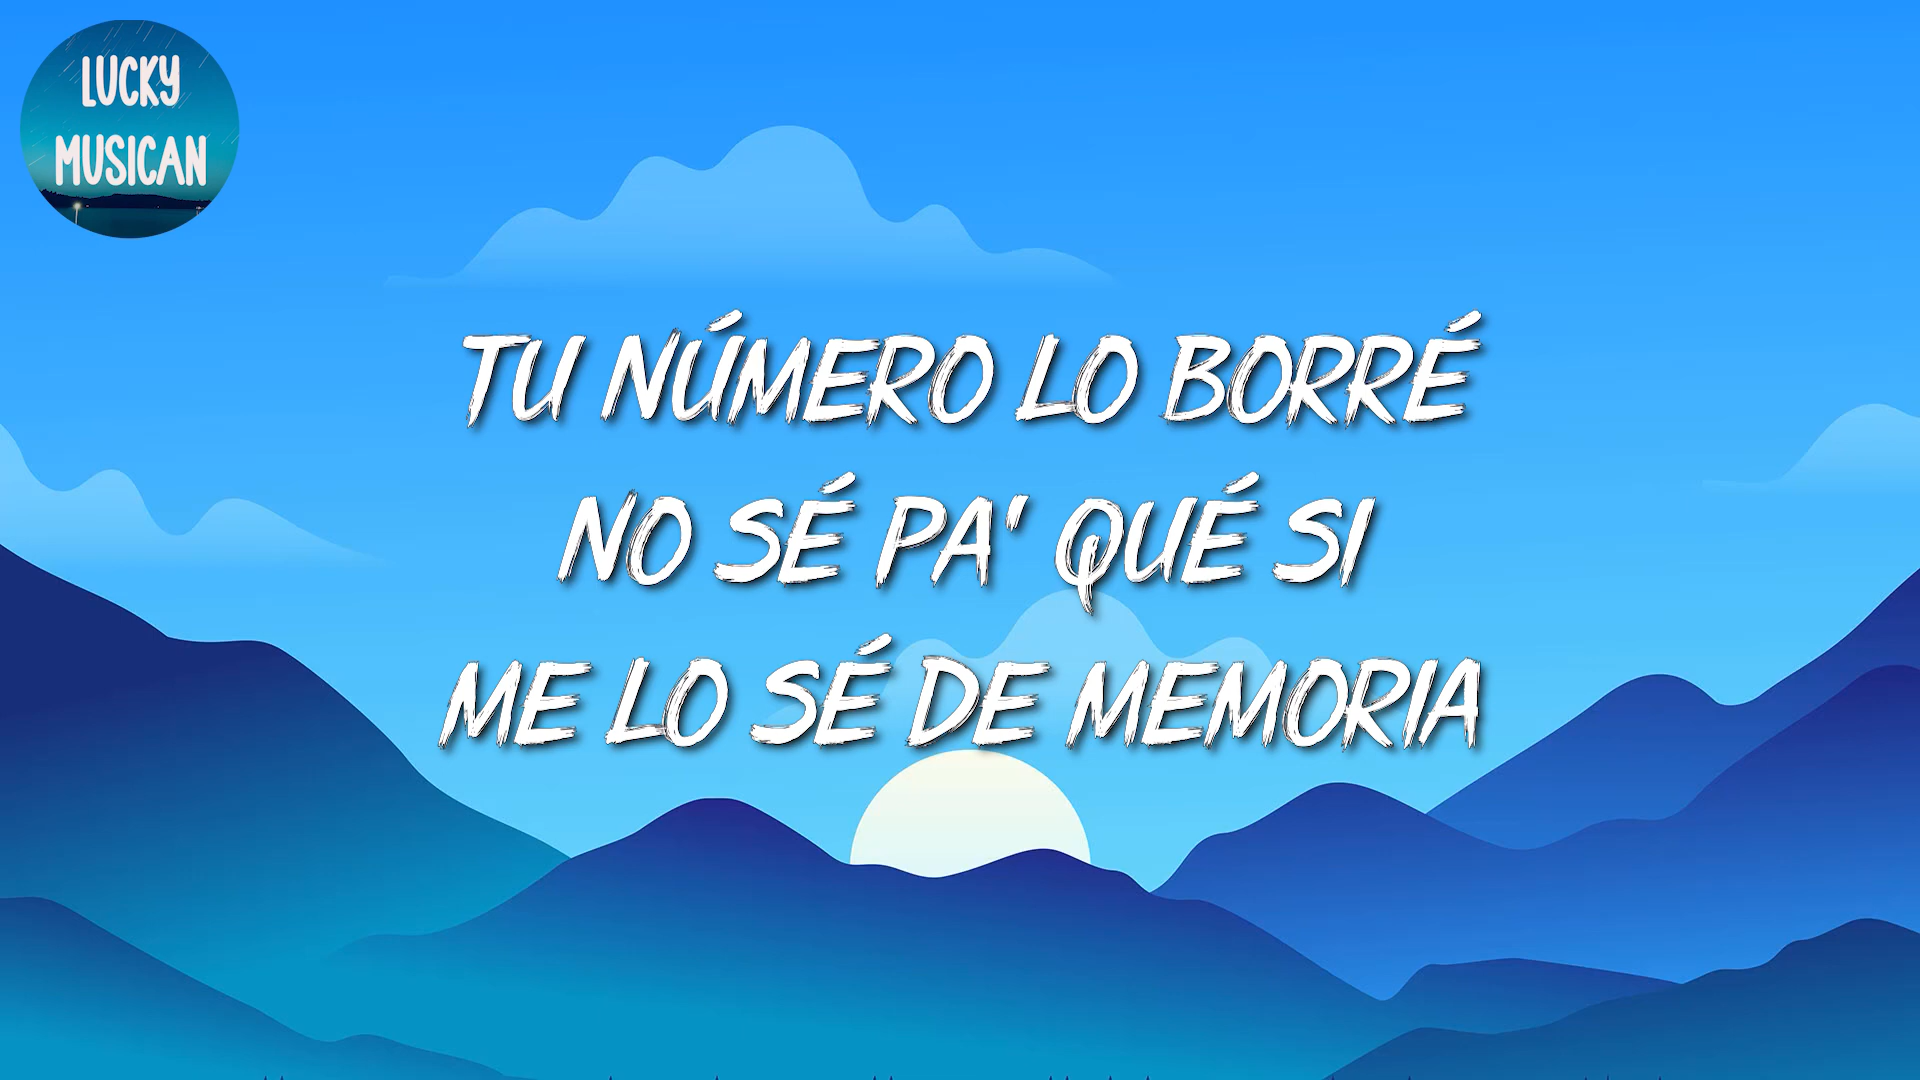 LUCKY
MUSICAN
TU NÚMERO LO BORRÉ
NO SÉ PA' QUÉ SI
ME LO SÉ DE MEMORIA